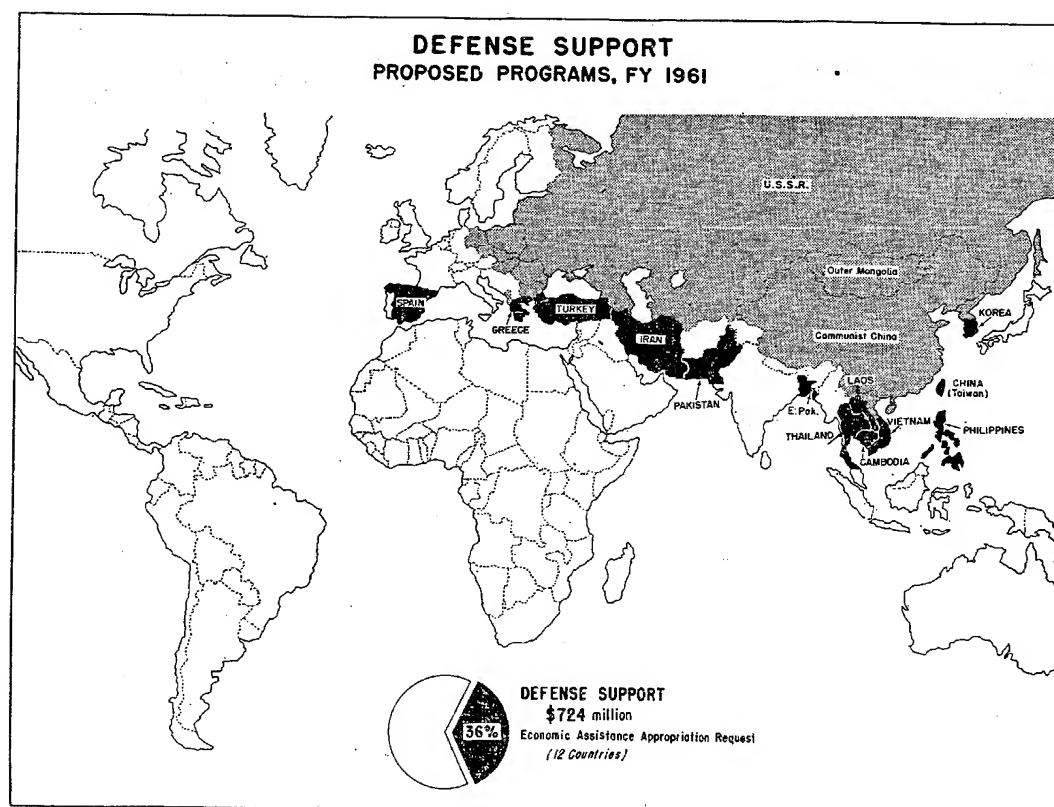 DEFENSE SUPPORT
PROPOSED PROGRAMS, FY 1961
U.S.S.R.
Outer Mongolia
Communist China
KOREA
SPAIN
GREECE
TURKEY
IRAN
PAKISTAN
E. Pak.
LAOS
CHINA
(Taiwan)
VIETNAM
PHILIPPINES
THAILAND
CAMBODIA
36%
DEFENSE SUPPORT
$724 million
Economic Assistance Appropriation Request
(12 Countries)